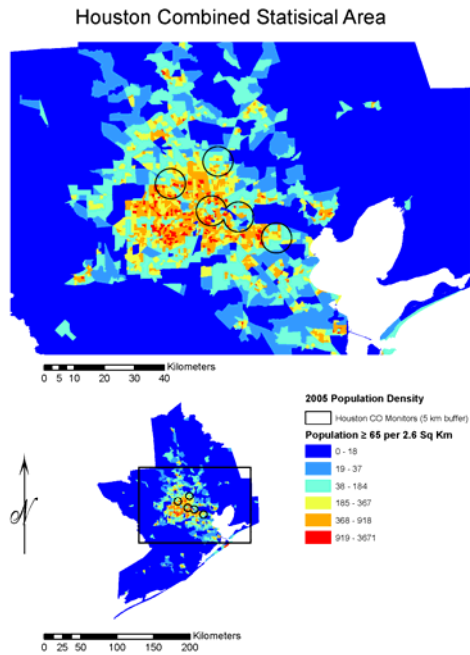 Houston Combined Statisical Area
Kilometers
0 5 10 20 30 40
2005 Population Density
Houston CO Monitors (5 km buffer)
Population ≥ 65 per 2.6 Sq Km
0 - 18
19 - 37
38 - 184
185 - 367
368 - 918
919 - 3671
N
Kilometers
0 25 50 100 150 200